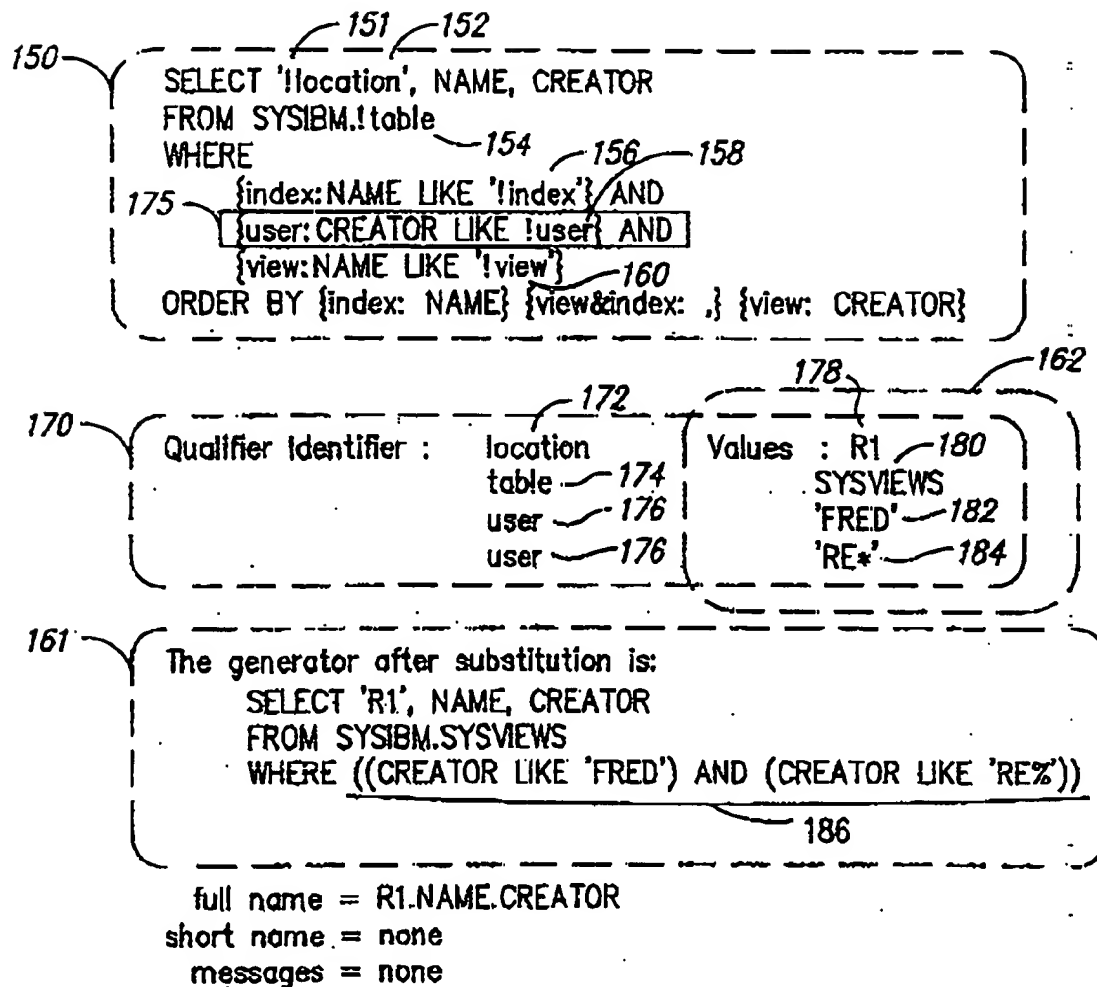 151 152
150
SELECT '!location', NAME, CREATOR
FROM SYSIBM.!table
154
WHERE
156 158
{index:NAME LIKE '!index'} AND
175
{user:CREATOR LIKE !user} AND
{view:NAME LIKE '!view'}
160
ORDER BY {index: NAME} {view&index: ,} {view: CREATOR}
162
178
170
172
Qualifier Identifier : location Values : R1
180
table 174 SYSVIEWS
user 176 'FRED' 182
user 176 'RE*' 184
161
The generator after substitution is:
SELECT 'R1', NAME, CREATOR
FROM SYSIBM.SYSVIEWS
WHERE ((CREATOR LIKE 'FRED') AND (CREATOR LIKE 'RE%'))
186
full name = R1.NAME.CREATOR
short name = none
messages = none